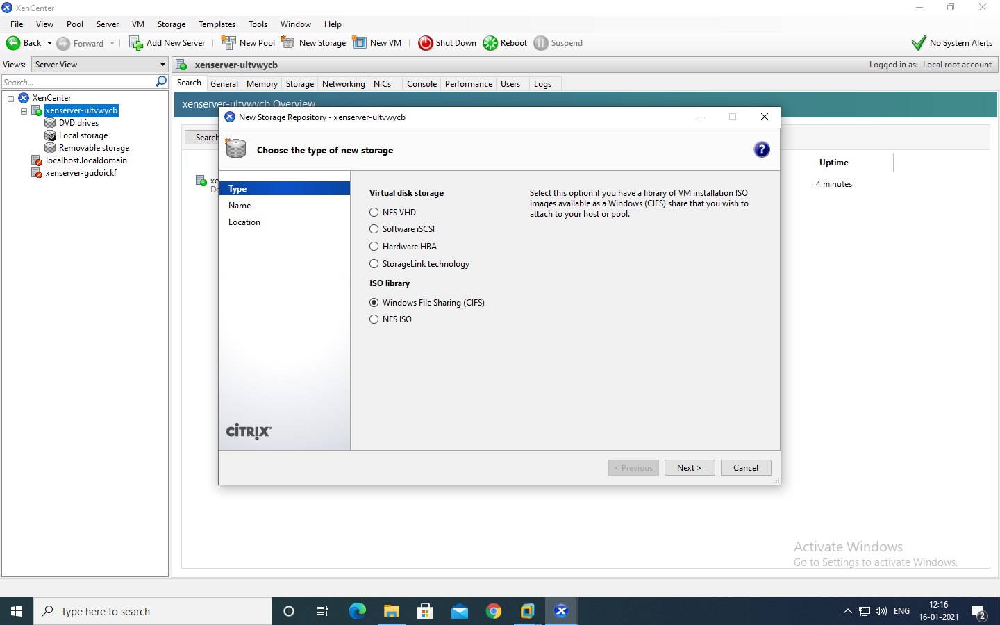 XenCenter
File View Pool Server VM Storage Templates Tools Window Help
Back Forward Add New Server New Pool New Storage New VM Shut Down Reboot Suspend No System Alerts
Views: Server View
xenserver-ultvwycb Logged in as: Local root account
Search...
Search General Memory Storage Networking NICs Console Performance Users Logs
XenCenter
xenserver-ultvwycb
DVD drives
Local storage
Removable storage
localhost.localdomain
xenserver-gudoickf
xenserver-ultvwycb Overview
Search
Uptime
xe
De
4 minutes
New Storage Repository - xenserver-ultvwycb
Choose the type of new storage
?
Type
Name
Location
CITRIX
Virtual disk storage
NFS VHD
Software iSCSI
Hardware HBA
StorageLink technology
ISO library
Windows File Sharing (CIFS)
NFS ISO
Select this option if you have a library of VM installation ISO
images available as a Windows (CIFS) share that you wish to
attach to your host or pool.
< Previous Next > Cancel
Activate Windows
Go to Settings to activate Windows.
Type here to search
ENG
12:16
16-01-2021
2